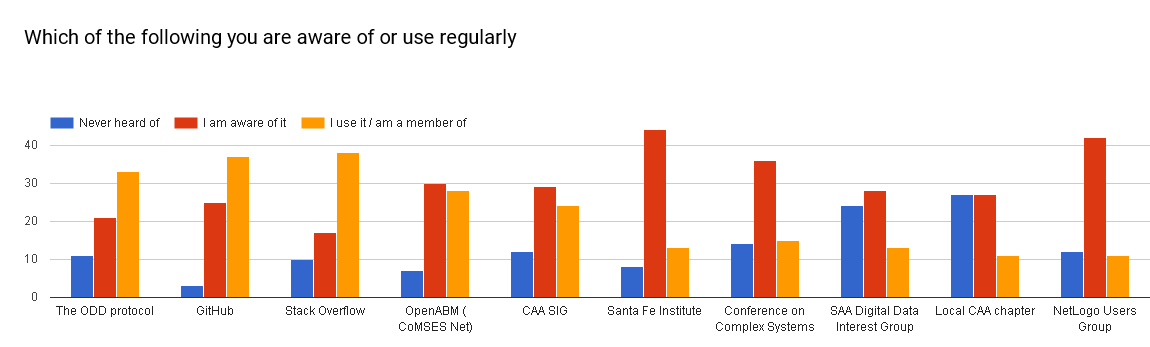 Which of the following you are aware of or use regularly
Never heard of
I am aware of it
I use it / am a member of
40
30
20
10
0
The ODD protocol
GitHub
Stack Overflow
OpenABM (
CoMSES Net)
CAA SIG
Santa Fe Institute
Conference on
Complex Systems
SAA Digital Data
Interest Group
Local CAA chapter
NetLogo Users
Group